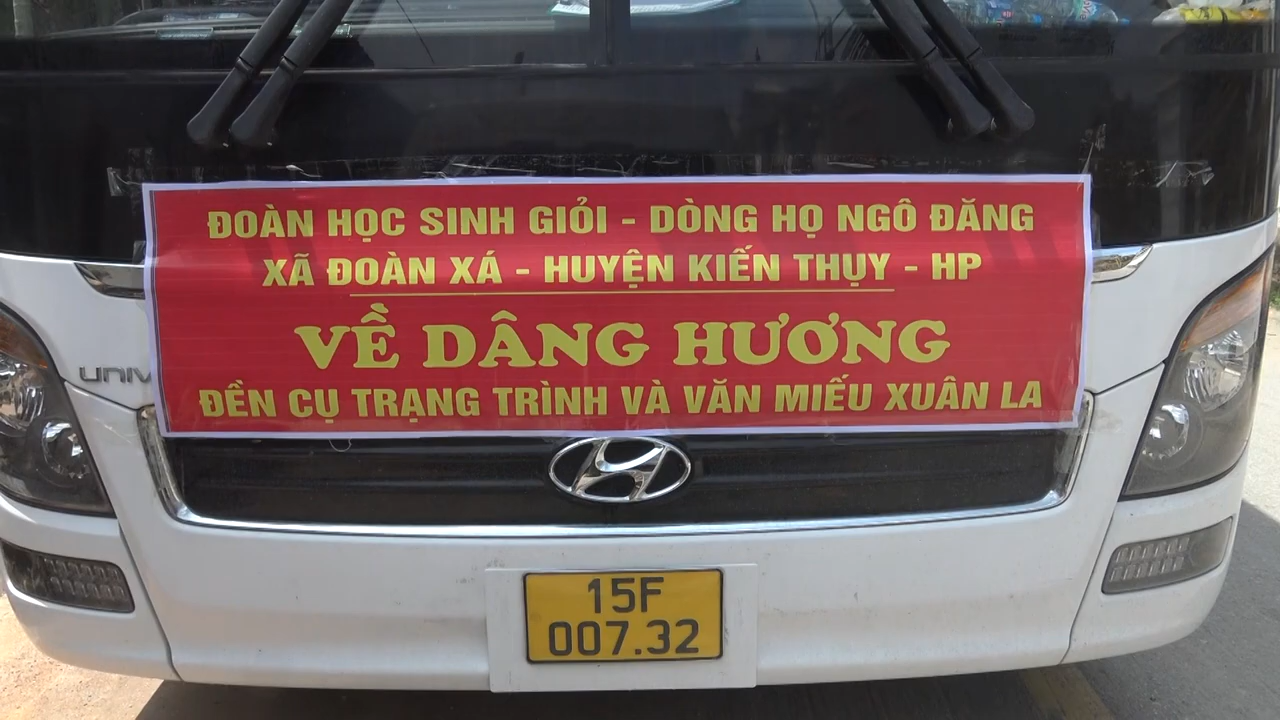 ĐOÀN HỌC SINH GIỎI - DÒNG HỌ NGÔ ĐĂNG
XÃ ĐOÀN XÁ - HUYỆN KIẾN THỤY - HP
VỀ DÂNG HƯƠNG
ĐỀN CỤ TRẠNG TRÌNH VÀ VĂN MIẾU XUÂN LA
UNIV
15F
007.32